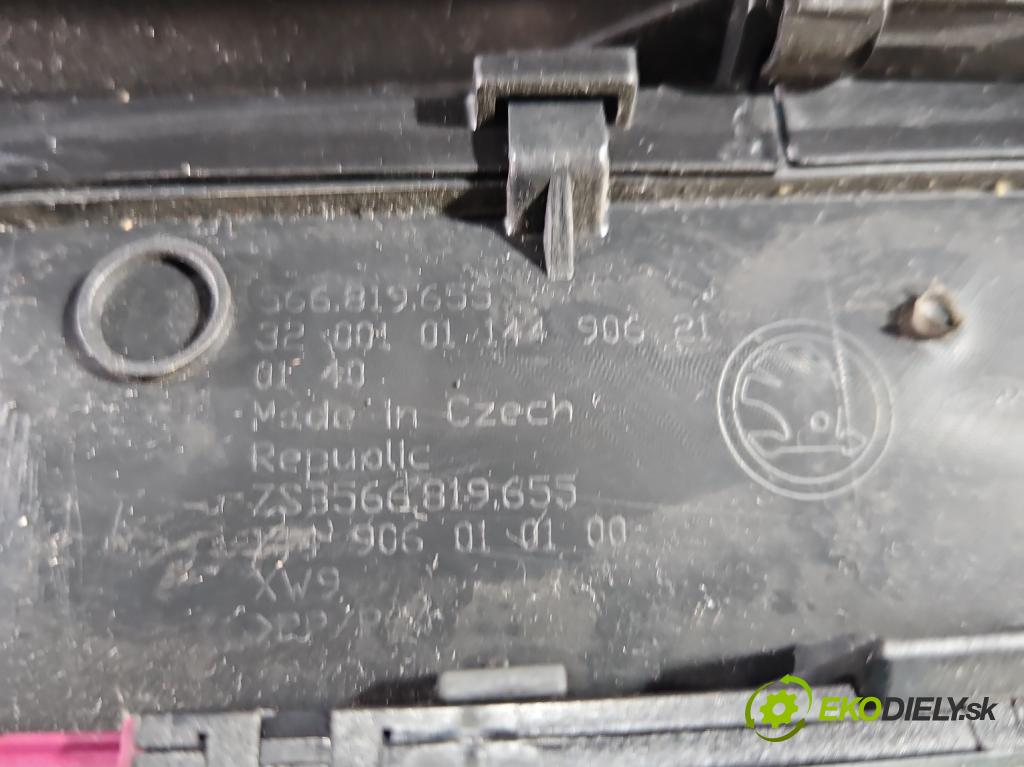 566.819.655
32 001 01 144 906 21
01 40
Made in Czech
Republic
ZSB566.819.655
906 01 01 00
XW9
EKODIELY.sk